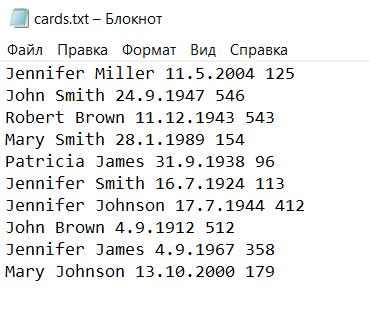 cards.txt – Блокнот
Файл Правка Формат Вид Справка
Jennifer Miller 11.5.2004 125
John Smith 24.9.1947 546
Robert Brown 11.12.1943 543
Mary Smith 28.1.1989 154
Patricia James 31.9.1938 96
Jennifer Smith 16.7.1924 113
Jennifer Johnson 17.7.1944 412
John Brown 4.9.1912 512
Jennifer James 4.9.1967 358
Mary Johnson 13.10.2000 179